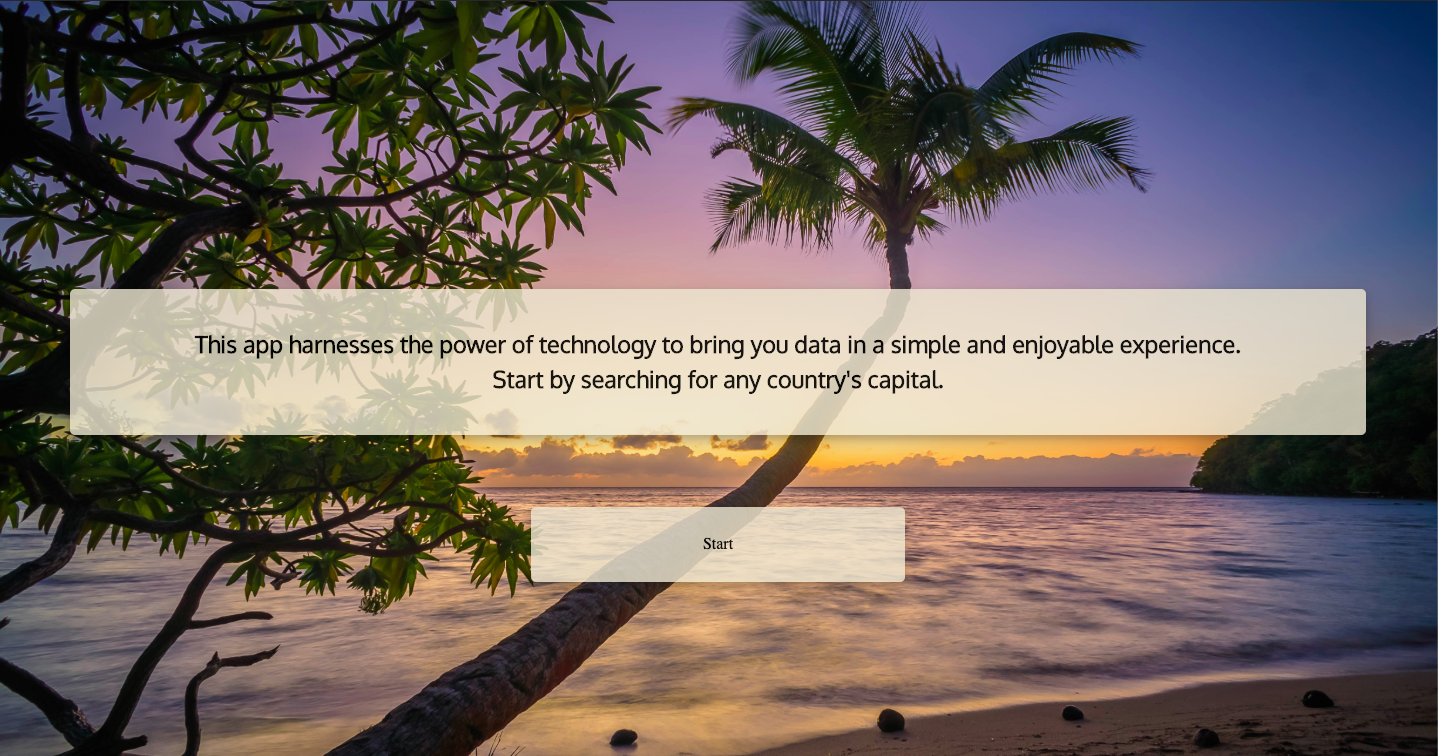 This app harnesses the power of technology to bring you data in a simple and enjoyable experience.
Start by searching for any country's capital.
Start